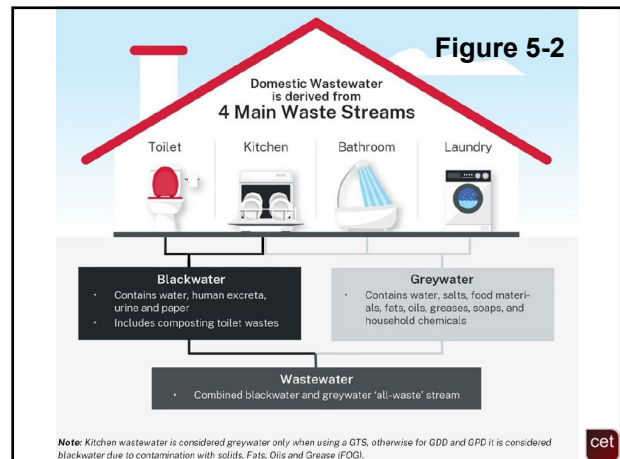 Figure 5-2
Domestic Wastewater
is derived from
4 Main Waste Streams
Toilet
Kitchen
Bathroom
Laundry
Blackwater
· Contains water, human excreta,
urine and paper
· Includes composting toilet wastes
Greywater
· Contains water, salts, food materi-
als, fats, oils, greases, soaps, and
household chemicals
Wastewater
· Combined blackwater and greywater 'all-waste' stream
Note: Kitchen wastewater is considered greywater only when using a GTS, otherwise for GDD and GPD it is considered
blackwater due to contamination with solids, Fats, Oils and Grease (FOG).
cet